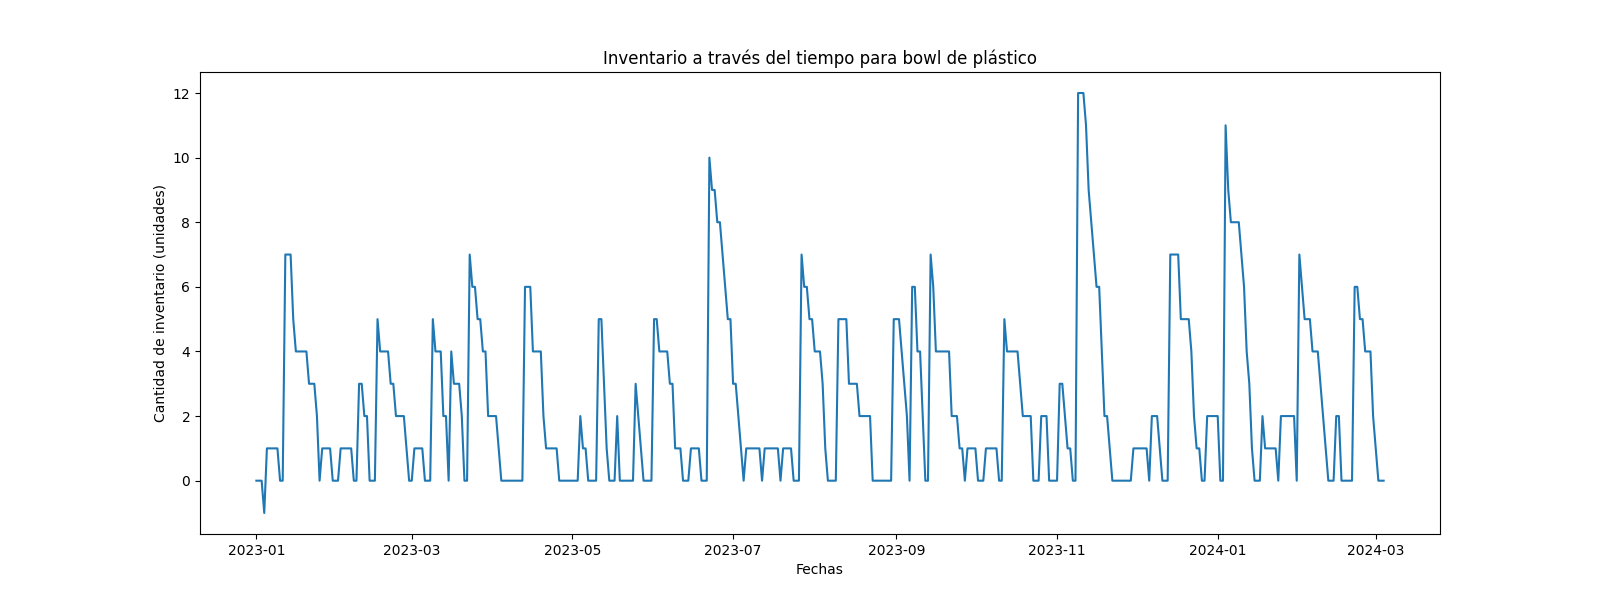 Inventario a través del tiempo para bowl de plástico
Cantidad de inventario (unidades)
12
10
8
6
4
2
0
2023-01 2023-03 2023-05 2023-07 2023-09 2023-11 2024-01 2024-03
Fechas